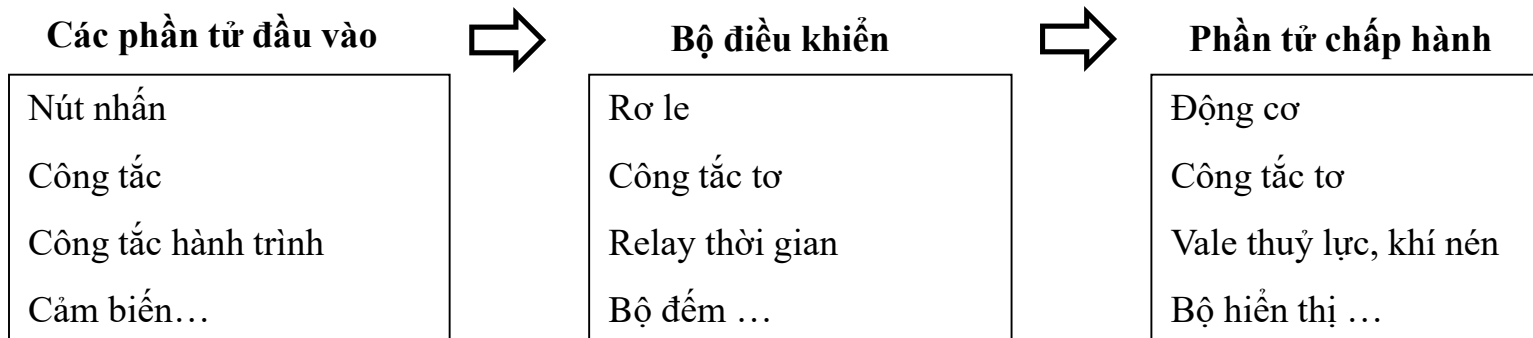 Các phần tử đầu vào
Bộ điều khiển
Phần tử chấp hành
Nút nhấn
Công tắc
Công tắc hành trình
Cảm biến…
Rơ le
Công tắc tơ
Relay thời gian
Bộ đếm …
Động cơ
Công tắc tơ
Vale thuỷ lực, khí nén
Bộ hiển thị …